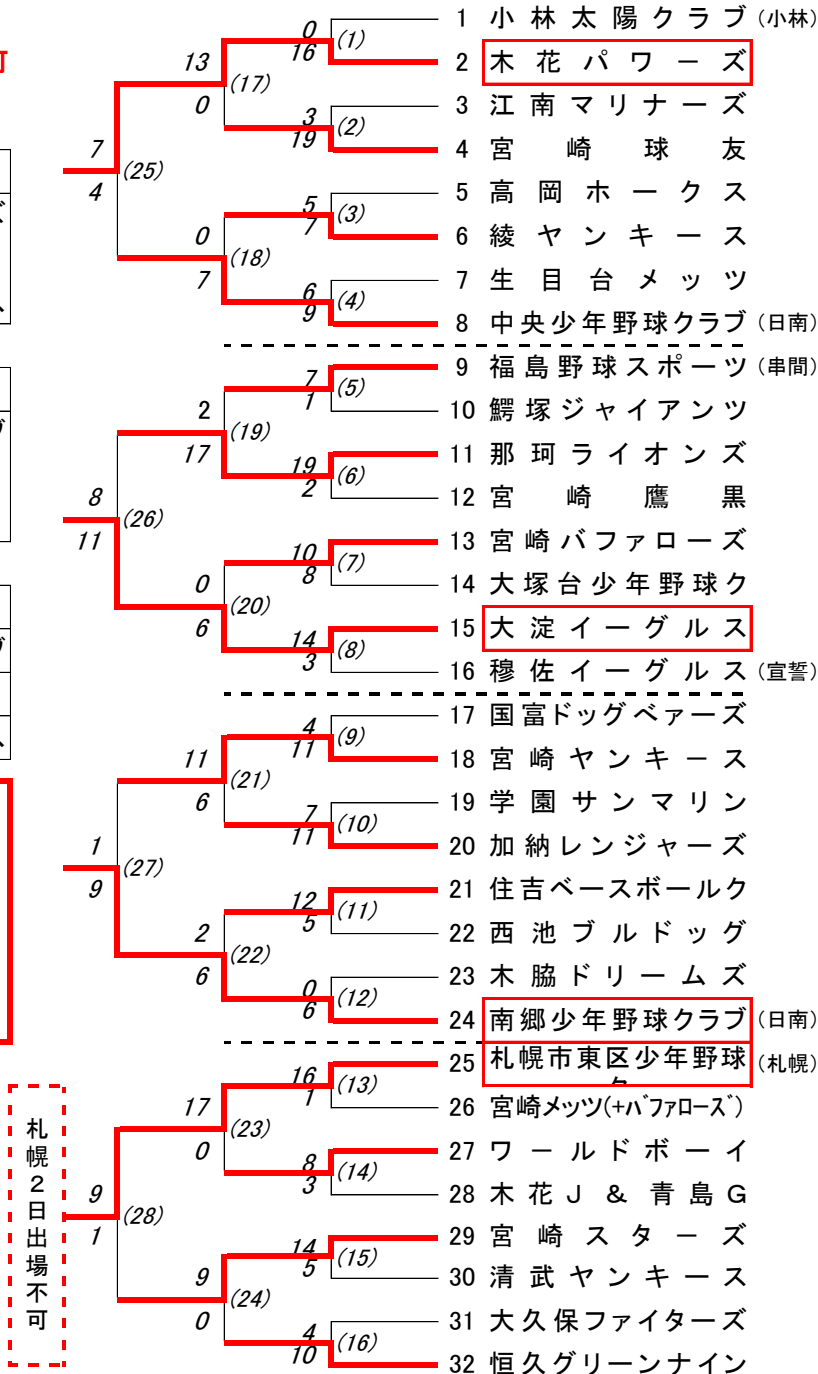 1 小林太陽クラブ (小林)
0
16
(1)
2 木花パワーズ
13
0
(17)
3 江南マリナーズ
3
19
(2)
4 宮崎球友
7
4
(25)
5 高岡ホークス
5
7
(3)
6 綾ヤンキース
0
7
(18)
7 生目台メッツ
6
9
(4)
8 中央少年野球クラブ (日南)
9 福島野球スポーツ (串間)
7
1
(5)
10 鰐塚ジャイアンツ
2
17
(19)
11 那珂ライオンズ
19
2
(6)
12 宮崎鷹黒
8
11
(26)
13 宮崎バファローズ
10
8
(7)
14 大塚台少年野球ク
0
6
(20)
15 大淀イーグルス
14
3
(8)
16 穆佐イーグルス (宣誓)
17 国富ドッグベァーズ
4
11
(9)
18 宮崎ヤンキース
11
6
(21)
19 学園サンマリン
7
11
(10)
20 加納レンジャーズ
1
9
(27)
21 住吉ベースボールク
12
5
(11)
22 西池ブルドッグ
2
6
(22)
23 木脇ドリームズ
0
6
(12)
24 南郷少年野球クラブ (日南)
25 札幌市東区少年野球 (札幌)
16
1
(13)
26 宮崎メッツ(+バファローズ)
17
0
(23)
27 ワールドボーイ
8
3
(14)
28 木花J&青島G
札幌2日出場不可
9
1
(28)
29 宮崎スターズ
14
5
(15)
30 清武ヤンキース
9
0
(24)
31 大久保ファイターズ
4
10
(16)
32 恒久グリーンナイン